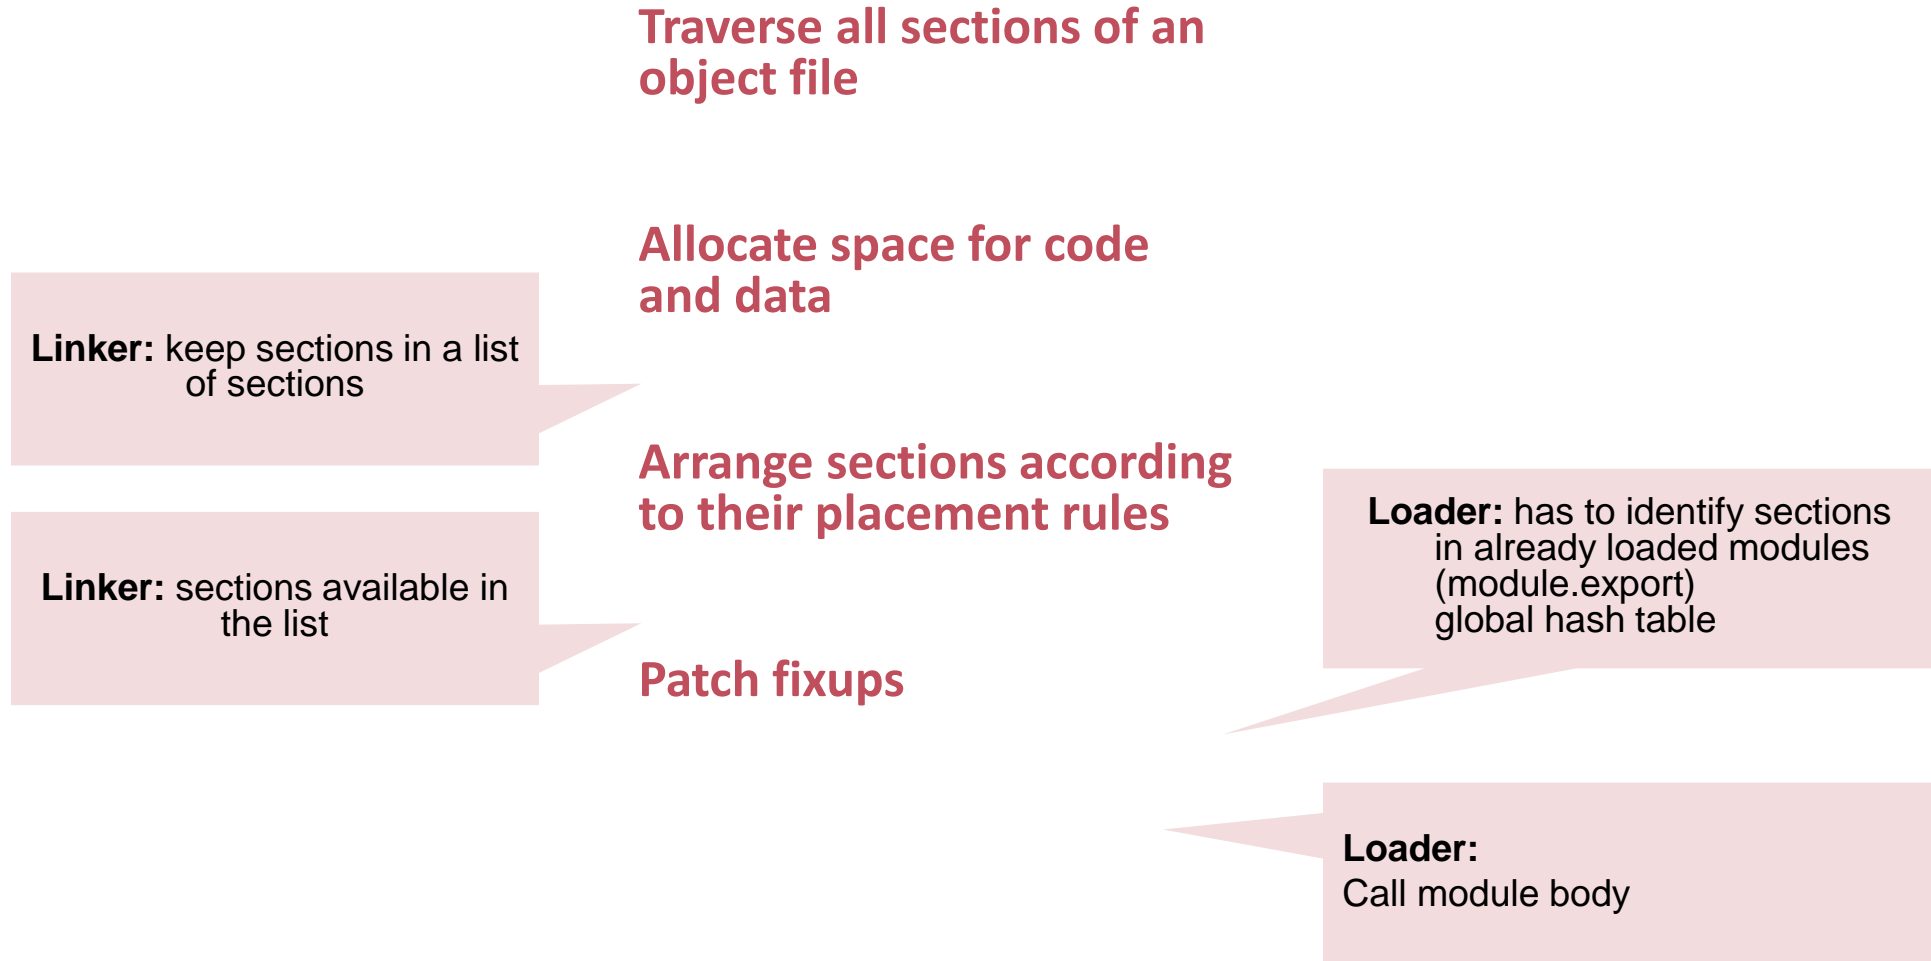 Traverse all sections of an
object file
Allocate space for code
and data
Linker: keep sections in a list
of sections
Arrange sections according
to their placement rules
Linker: sections available in
the list
Loader: has to identify sections
in already loaded modules
(module.export)
global hash table
Patch fixups
Loader:
Call module body